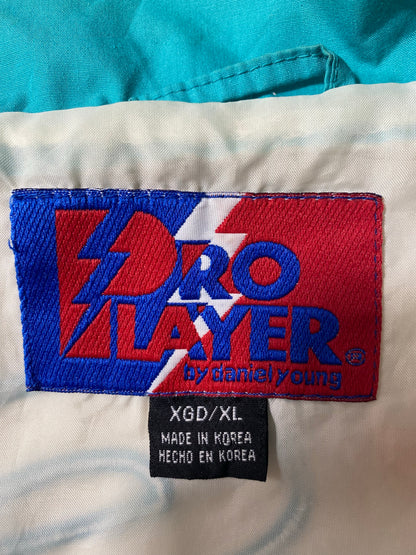 PRO
PLAYER®
by daniel young
XGD/XL
MADE IN KOREA
HECHO EN KOREA